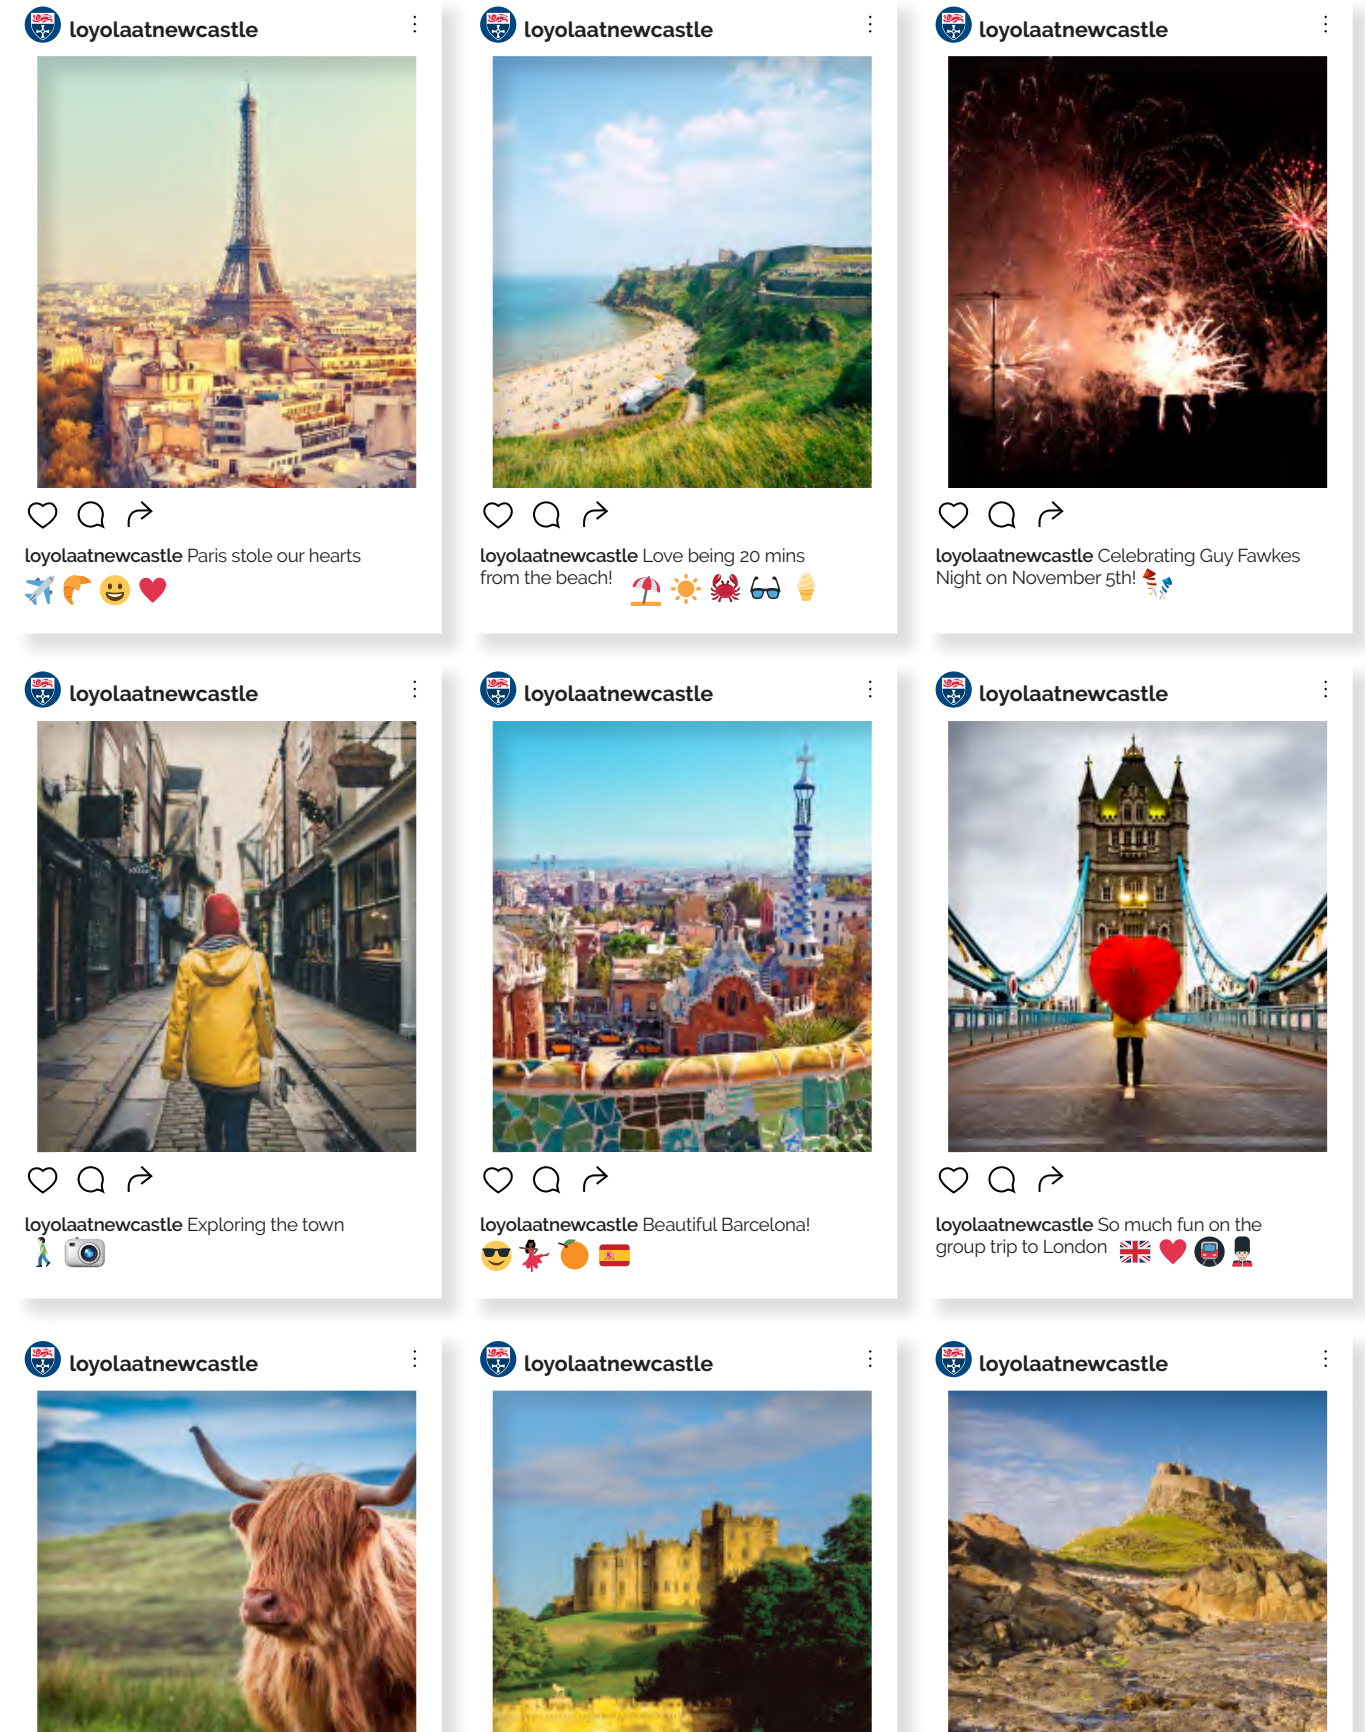 loyolaatnewcastle
loyolaatnewcastle
loyolaatnewcastle
loyolaatnewcastle Paris stole our hearts
loyolaatnewcastle Love being 20 mins
from the beach!
loyolaatnewcastle Celebrating Guy Fawkes
Night on November 5th!
loyolaatnewcastle
loyolaatnewcastle
loyolaatnewcastle
loyolaatnewcastle Exploring the town
loyolaatnewcastle Beautiful Barcelona!
loyolaatnewcastle So much fun on the
group trip to London
loyolaatnewcastle
loyolaatnewcastle
loyolaatnewcastle